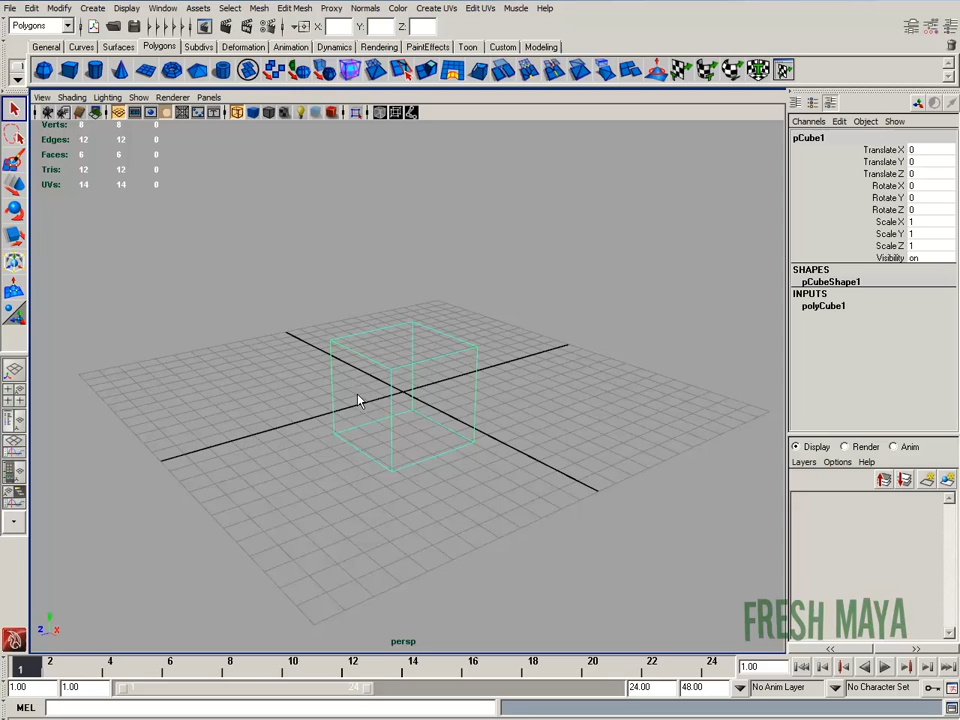 File Edit Modify Create Display Window Assets Select Mesh Edit Mesh Proxy Normals Color Create UVs Edit UVs Muscle Help
Polygons X: Y: Z:
General Curves Surfaces Polygons Subdivs Deformation Animation Dynamics Rendering PaintEffects Toon Custom Modeling
View Shading Lighting Show Renderer Panels
Verts: 8 8 0
Edges: 12 12 0
Faces: 6 6 0
Tris: 12 12 0
UVs: 14 14 0
Channels Edit Object Show
pCube1
Translate X 0
Translate Y 0
Translate Z 0
Rotate X 0
Rotate Y 0
Rotate Z 0
Scale X 1
Scale Y 1
Scale Z 1
Visibility on
SHAPES
pCubeShape1
INPUTS
polyCube1
Display Render Anim
Layers Options Help
FRESH MAYA
Z X
persp
1 2 4 6 8 10 12 14 16 18 20 22 24 1.00
1.00 1.00 1 24 24.00 48.00 No Anim Layer No Character Set
MEL